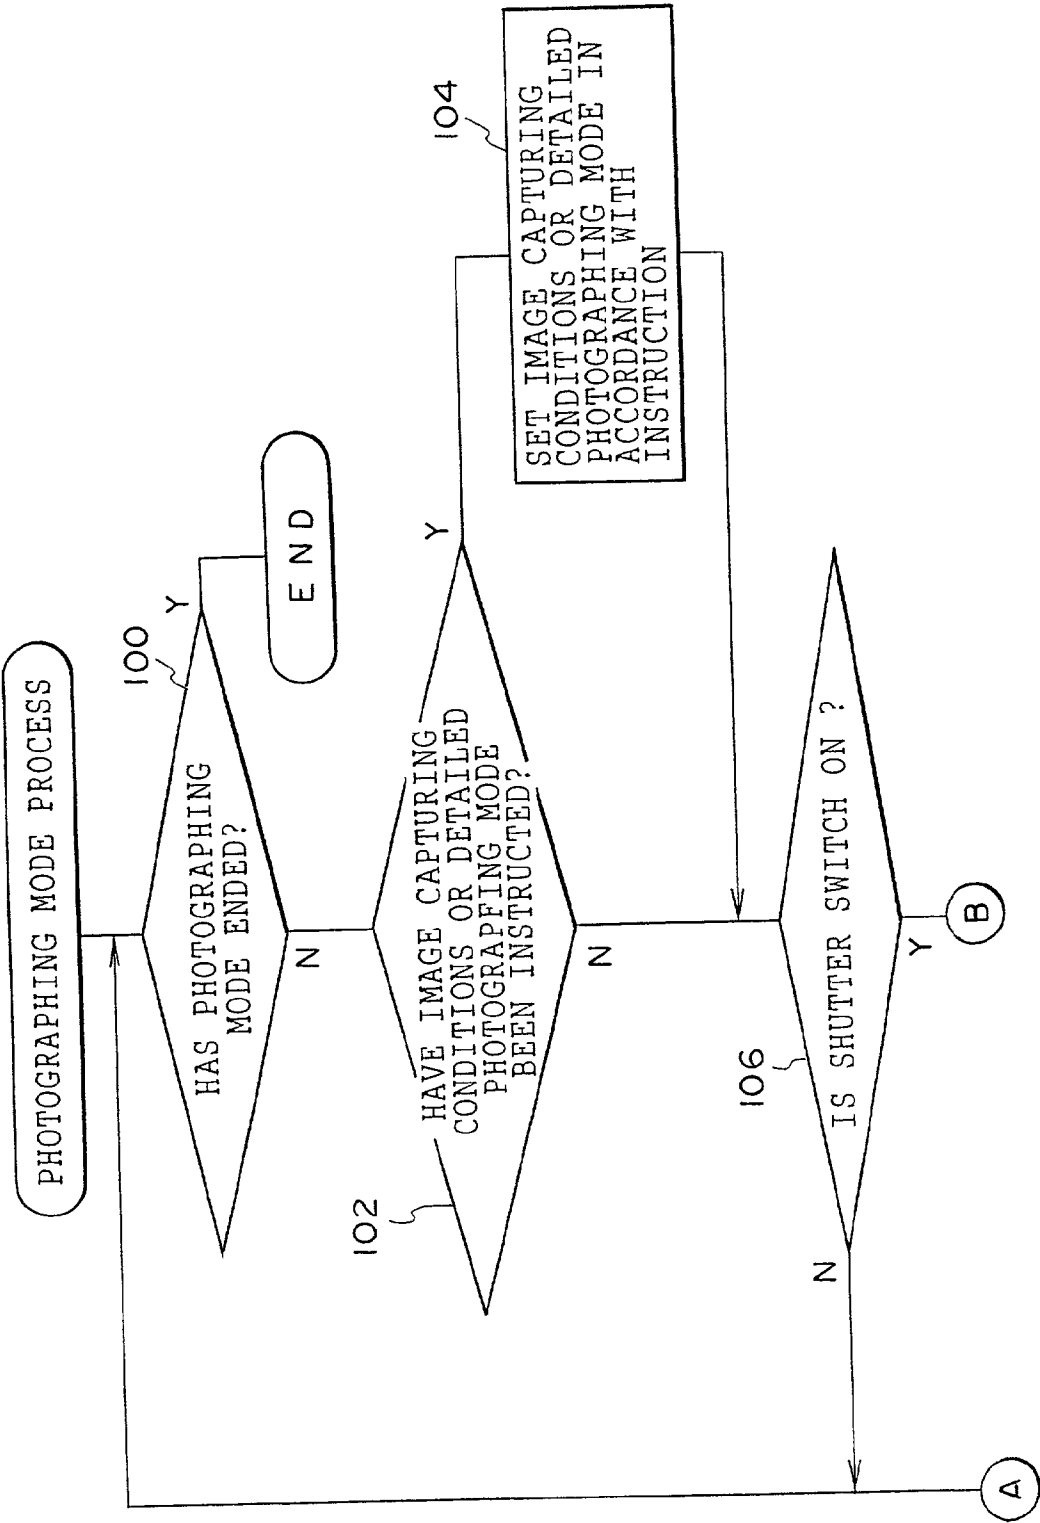 PHOTOGRAPHING MODE PROCESS
100
HAS PHOTOGRAPHING
MODE ENDED?
Y
END
N
102
HAVE IMAGE CAPTURING
CONDITIONS OR DETAILED
PHOTOGRAPFING MODE
BEEN INSTRUCTED?
Y
104
SET IMAGE CAPTURING
CONDITIONS OR DETAILED
PHOTOGRAPHING MODE IN
ACCORDANCE WITH
INSTRUCTION
N
106
IS SHUTTER SWITCH ON ?
N
Y
A
B